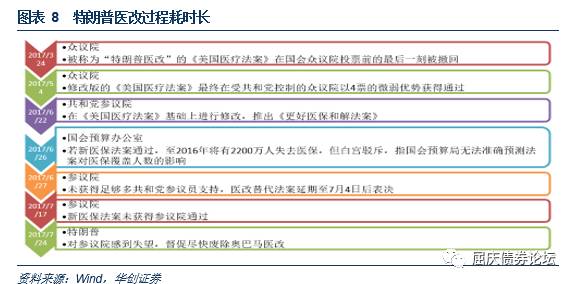 图表 8 特朗普医改过程耗时长
2017/3
/24
•众议院
•被称为“特朗普医改”的《美国医疗法案》在国会众议院投票前的最后一刻被撤回
2017/5/
4
•众议院
•修改版的《美国医疗法案》最终在受共和党控制的众议院以4票的微弱优势获得通过
2017/6
/22
•共和党参议院
•在《美国医疗法案》基础上进行修改，推出《更好医保和解法案》
2017/6
/26
•国会预算办公室
•若新医保法案通过，至2016年将有2200万人失去医保，但白宫驳斥，指国会预算局无法准确预测法
案对医保覆盖人数的影响
2017/6
/27
•参议院
•未获得足够多共和党参议员支持，医改替代法案延期至7月4日后表决
2017/7
/17
•参议院
•新医保法案未获得参议院通过
2017/7
/24
•特朗普
•对参议院感到失望，督促尽快废除奥巴马医改
屈庆债券论坛
资料来源：Wind，华创证券